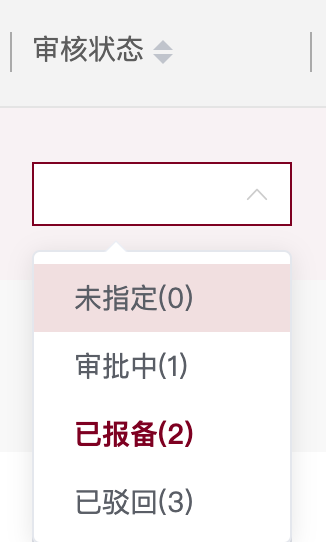 审核状态
未指定(0)
审批中(1)
已报备(2)
已驳回(3)